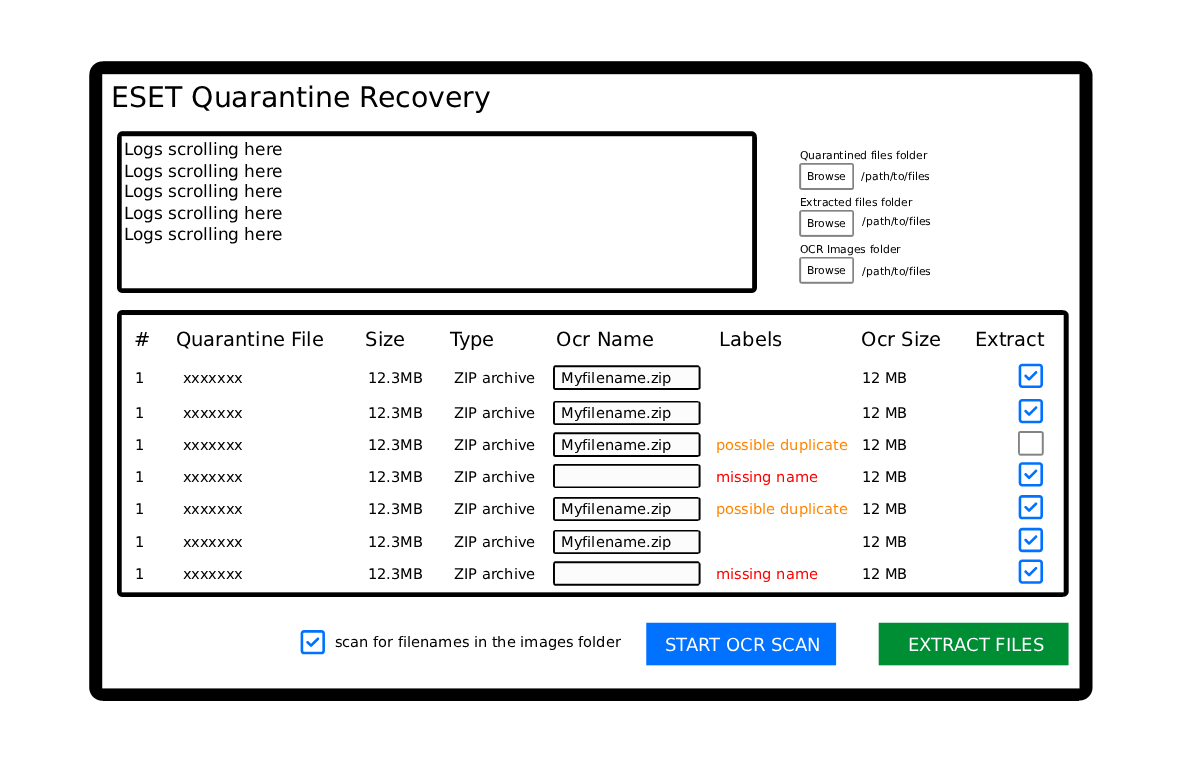 ESET Quarantine Recovery
Logs scrolling here
Logs scrolling here
Logs scrolling here
Logs scrolling here
Logs scrolling here
Quarantined files folder
Browse /path/to/files
Extracted files folder
Browse /path/to/files
OCR Images folder
Browse /path/to/files
# Quarantine File Size Type Ocr Name Labels Ocr Size Extract
1 xxxxxxx 12.3MB ZIP archive Myfilename.zip 12 MB
1 xxxxxxx 12.3MB ZIP archive Myfilename.zip 12 MB
1 xxxxxxx 12.3MB ZIP archive Myfilename.zip possible duplicate 12 MB
1 xxxxxxx 12.3MB ZIP archive missing name 12 MB
1 xxxxxxx 12.3MB ZIP archive Myfilename.zip possible duplicate 12 MB
1 xxxxxxx 12.3MB ZIP archive Myfilename.zip 12 MB
1 xxxxxxx 12.3MB ZIP archive missing name 12 MB
scan for filenames in the images folder START OCR SCAN EXTRACT FILES